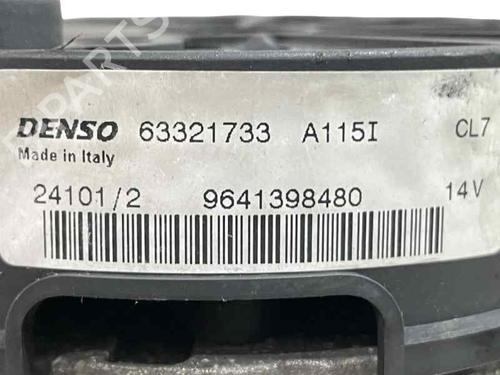 DENSO 63321733 A115I CL7
Made in Italy
24101/2 9641398480 14V